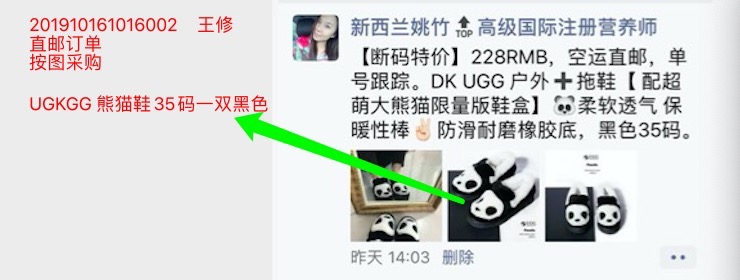 201910161016002 王修
直邮订单
按图采购
UGKGG 熊猫鞋35码一双黑色
新西兰姚竹⬆TOP高级国际注册营养师
【断码特价】228RMB，空运直邮，单
号跟踪。DK UGG 户外➕拖鞋【 配超
萌大熊猫限量版鞋盒】🐼柔软透气 保
暖性棒✌🏻防滑耐磨橡胶底，黑色35码。
昨天 14:03 删除